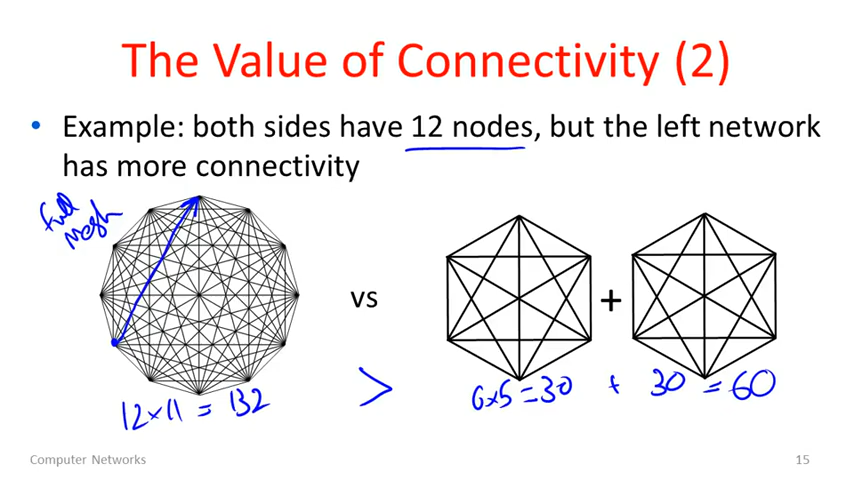 The Value of Connectivity (2)
• Example: both sides have 12 nodes, but the left network
has more connectivity
Full
Mesh
vs
+
>
12×11 = 132
6×5=30 + 30 = 60
Computer Networks
15